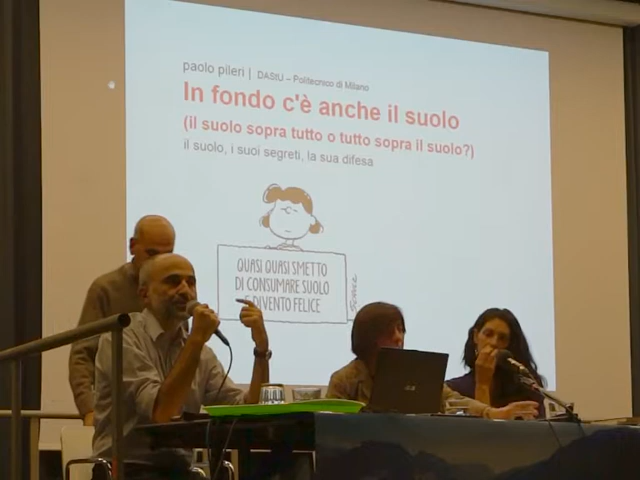 paolo pileri | DAStU – Politecnico di Milano
In fondo c'è anche il suolo
(il suolo sopra tutto o tutto sopra il suolo?)
il suolo, i suoi segreti, la sua difesa
QUASI QUASI SMETTO
DI CONSUMARE SUOLO
E DIVENTO FELICE